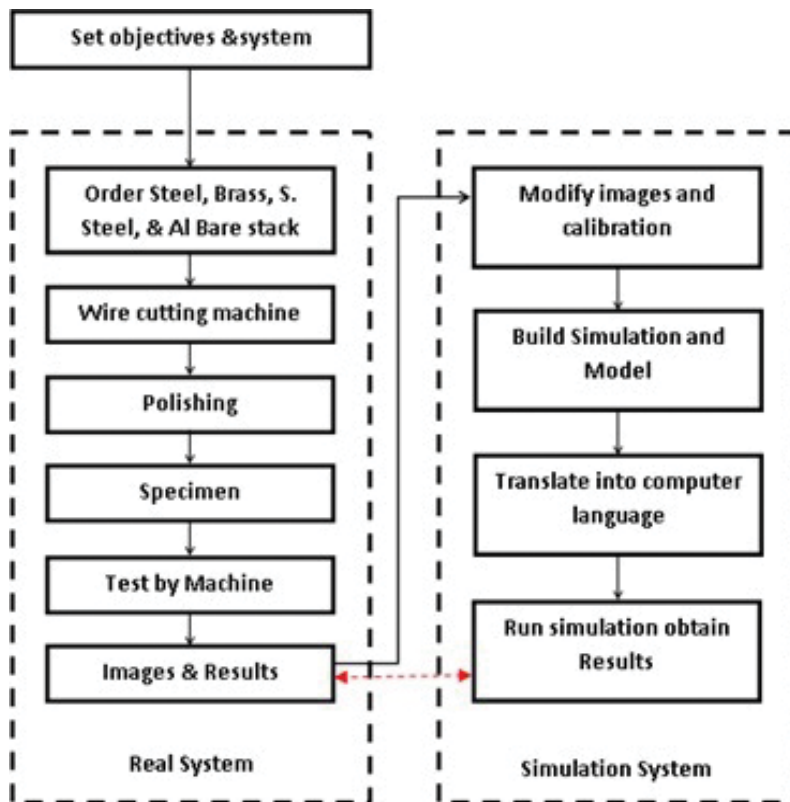 Set objectives &system
Order Steel, Brass, S.
Steel, & Al Bare stack
Wire cutting machine
Polishing
Specimen
Test by Machine
Images & Results
Real System
Modify images and
calibration
Build Simulation and
Model
Translate into computer
language
Run simulation obtain
Results
Simulation System